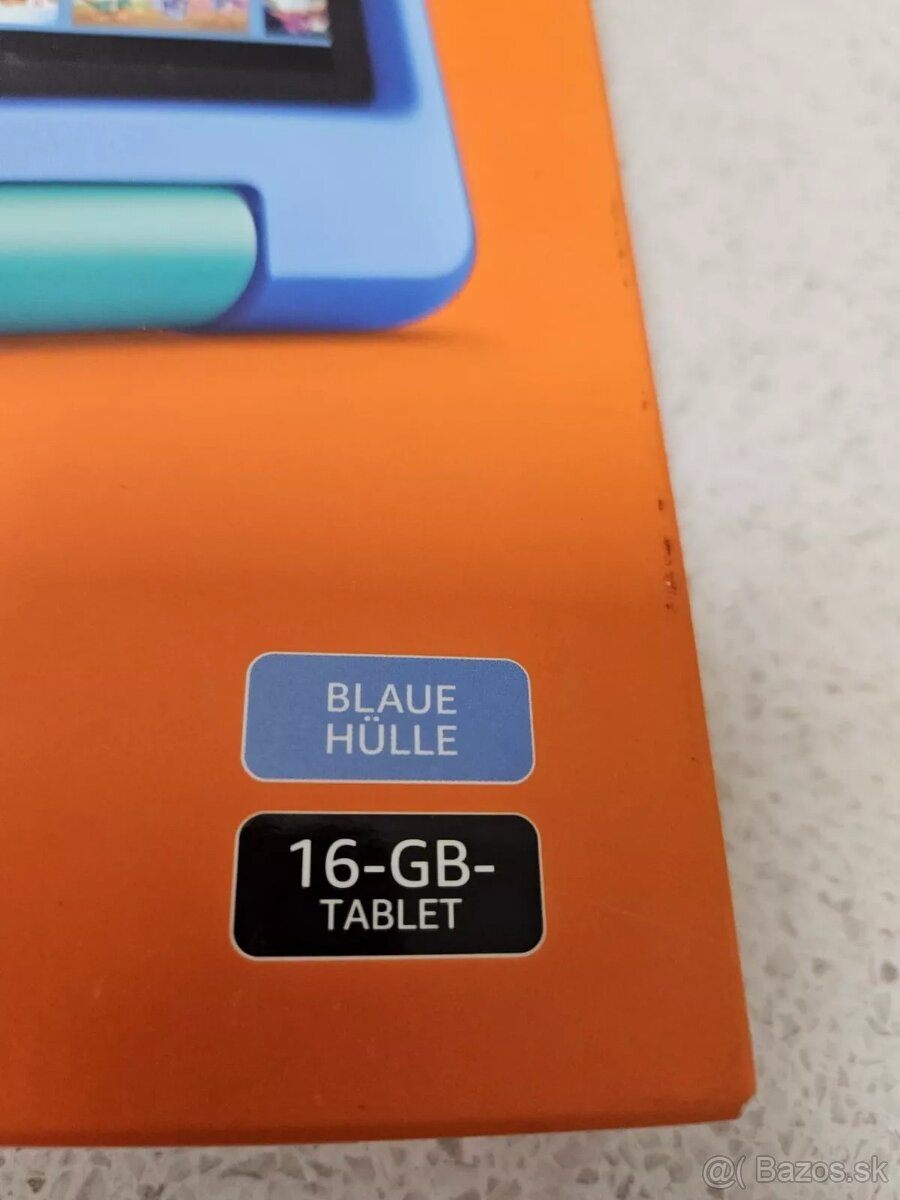 BLAUE
HÜLLE
16-GB-
TABLET
@( Bazos.sk